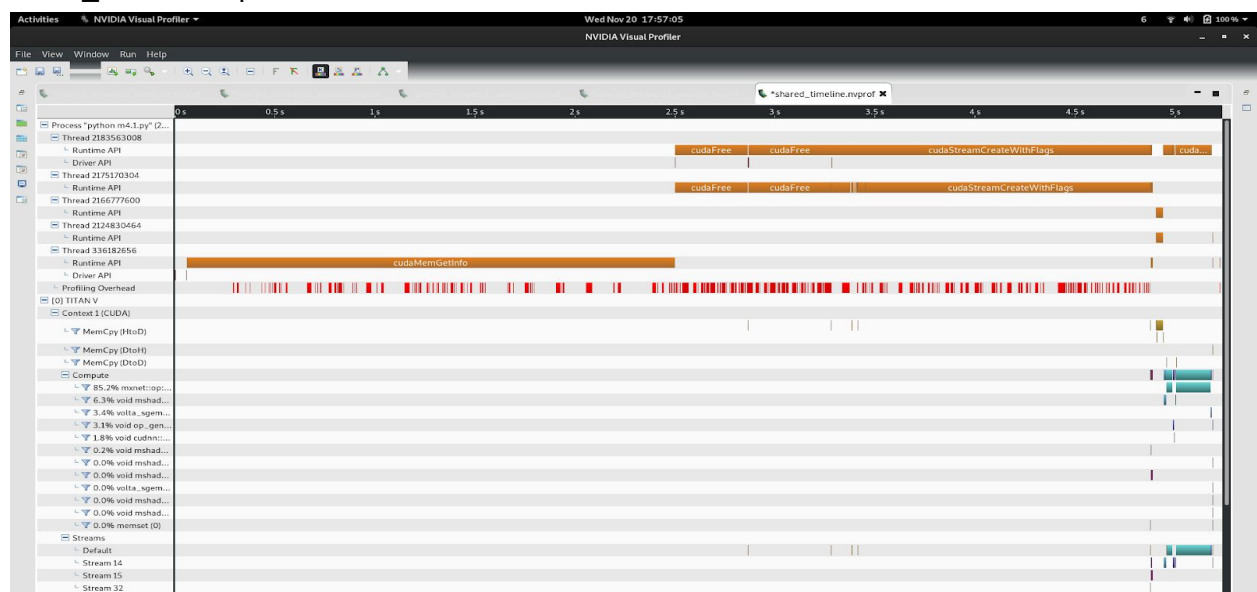 Activities NVIDIA Visual Profiler Wed Nov 20 17:57:05 6 100 %
NVIDIA Visual Profiler
File View Window Run Help
*shared_timeline.nvprof
0 s 0.5 s 1 s 1.5 s 2 s 2.5 s 3 s 3.5 s 4 s 4.5 s 5 s
Process "python m4.1.py" (2...
Thread 2183563008
Runtime API cudaFree cudaFree cudaStreamCreateWithFlags cuda...
Driver API
Thread 2175170304
Runtime API cudaFree cudaFree cudaStreamCreateWithFlags
Thread 2166777600
Runtime API
Thread 2124830464
Runtime API
Thread 336182656
Runtime API cudaMemGetInfo
Driver API
Profiling Overhead
[0] TITAN V
Context 1 (CUDA)
MemCpy (HtoD)
MemCpy (DtoH)
MemCpy (DtoD)
Compute
85.2% mxnet::op:...
6.3% void mshad...
3.4% volta_sgem...
3.1% void op_gen...
1.8% void cudnn::...
0.2% void mshad...
0.0% void mshad...
0.0% void mshad...
0.0% volta_sgem...
0.0% void mshad...
0.0% void mshad...
0.0% memset (0)
Streams
Default
Stream 14
Stream 15
Stream 32